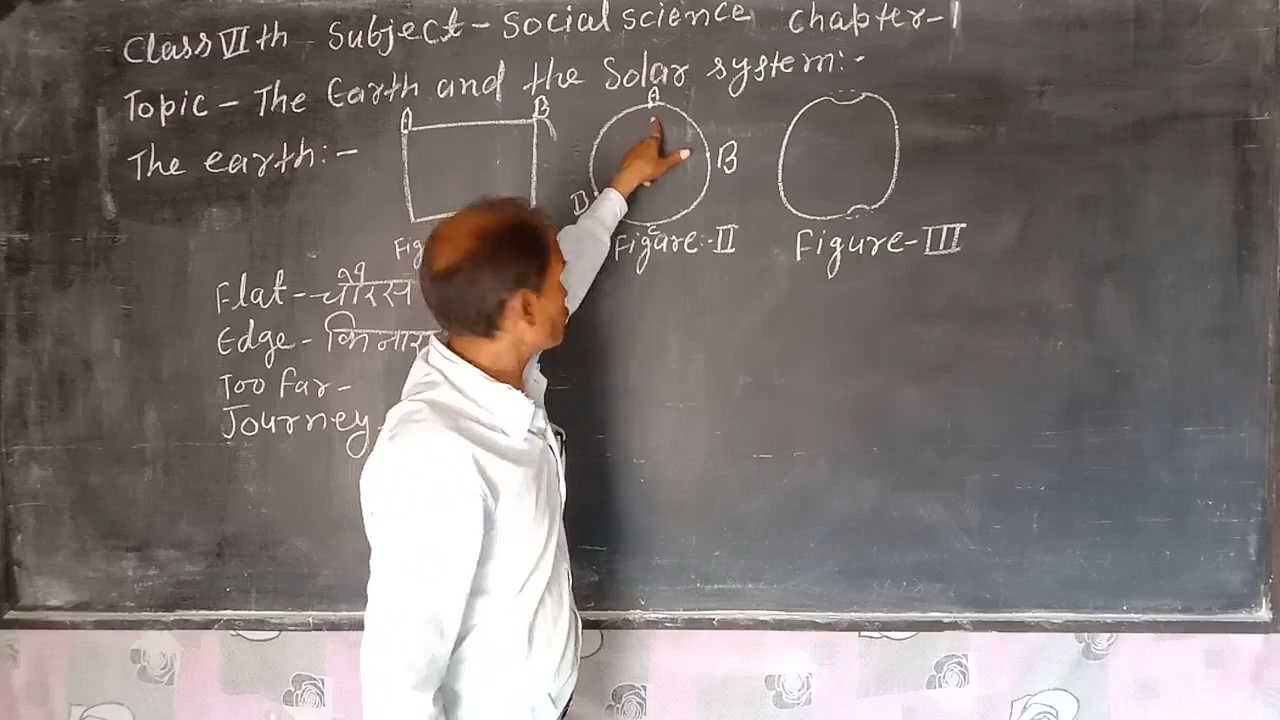 Class VI th Subject - Social science Chapter - 1
Topic - The Earth and the Solar system :-
The earth :-
A B
A B C D
Figure :- II
Figure - III
Flat - चौरस
Edge - किनारा
Too far -
Journey -